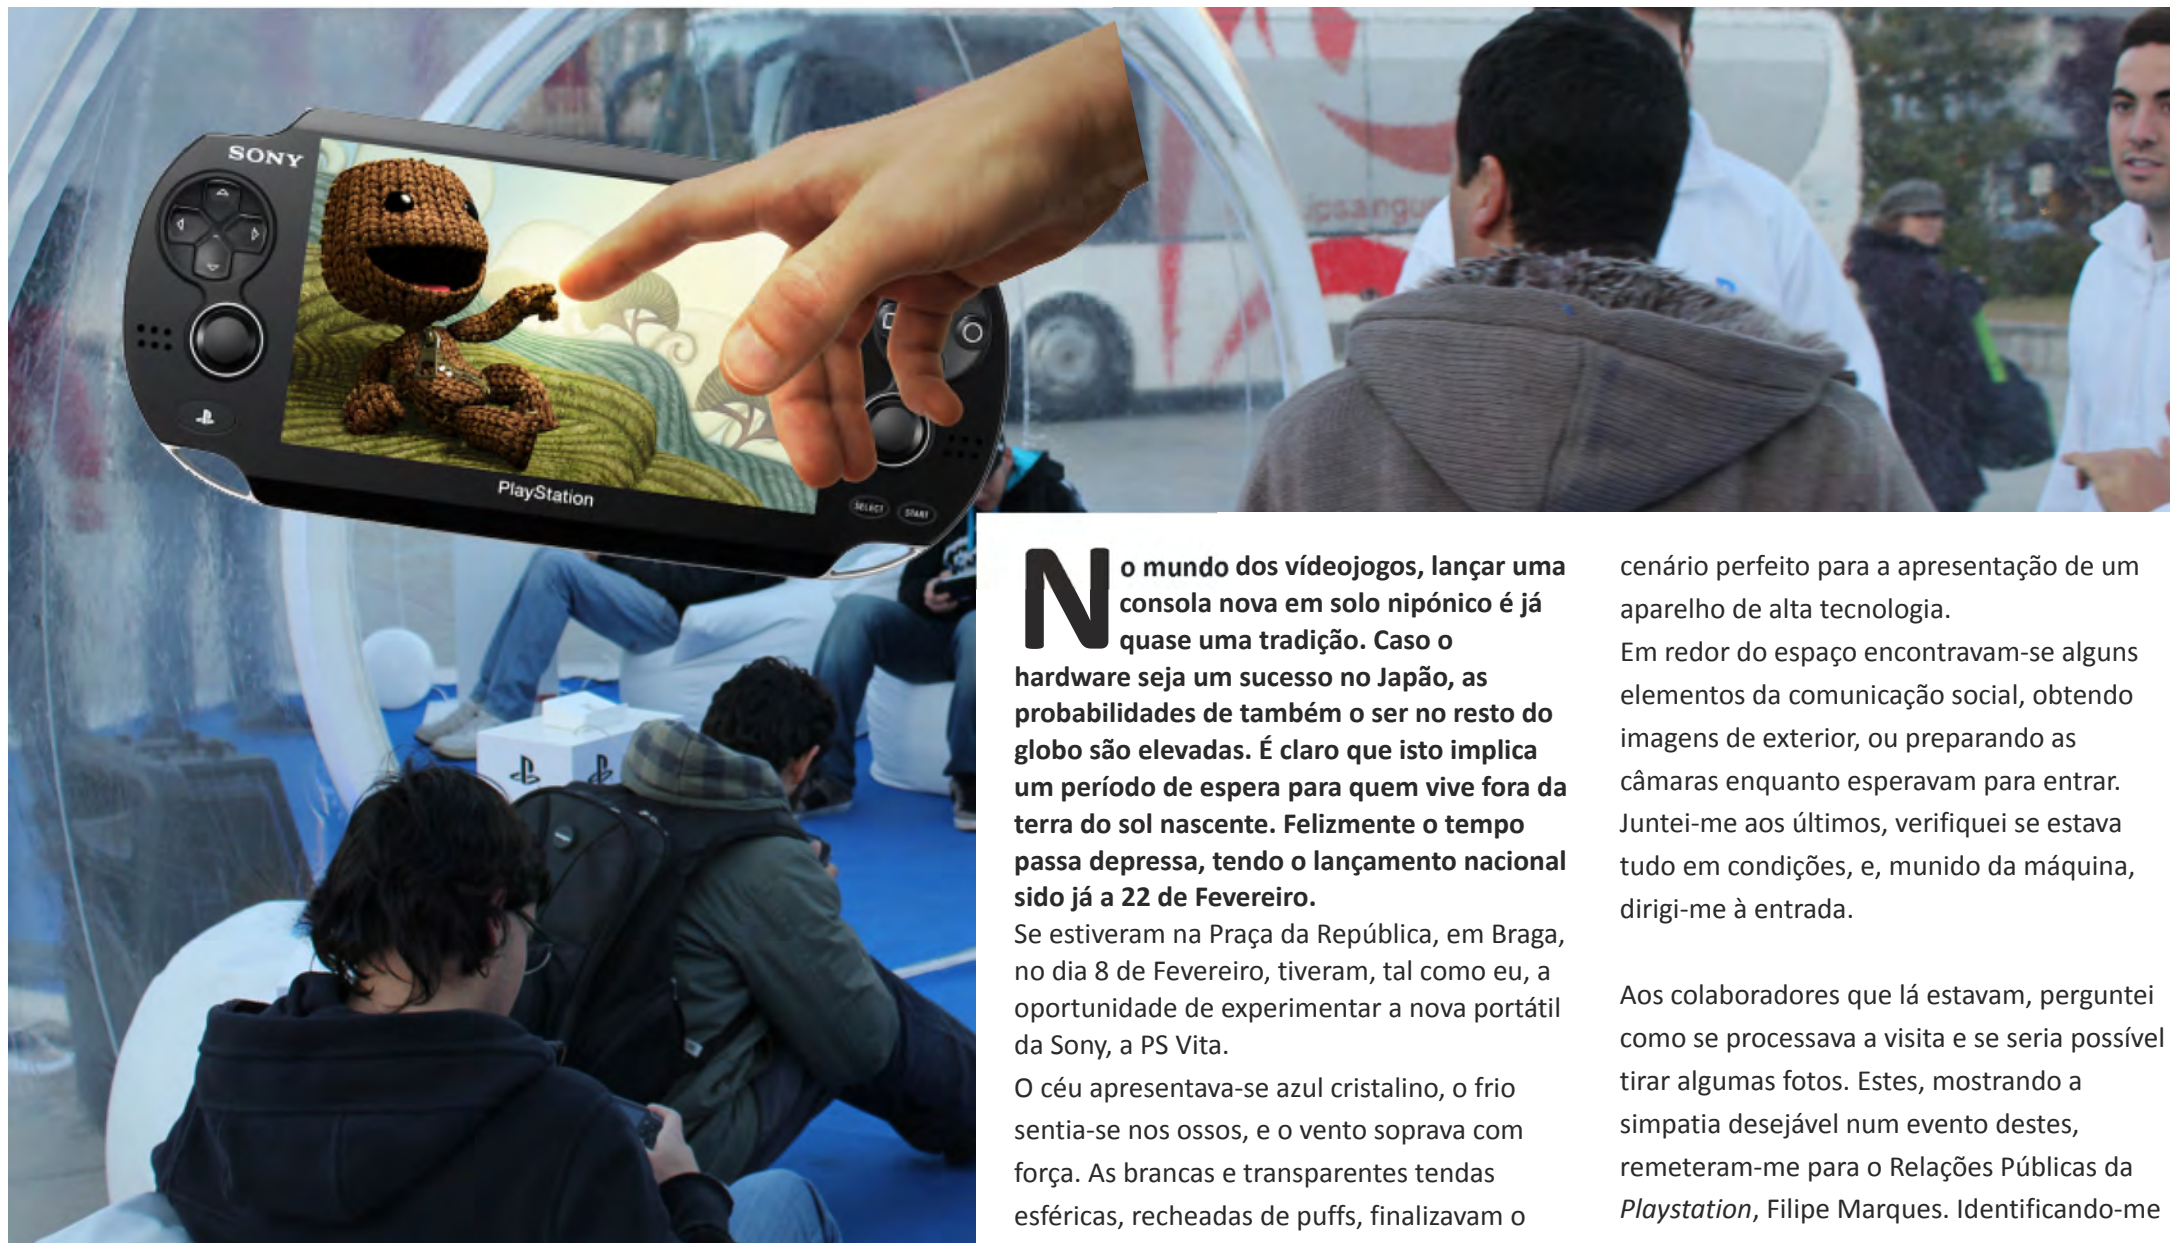 SONY
PlayStation
SELECT
START
No mundo dos vídeojogos, lançar uma
consola nova em solo nipónico é já
quase uma tradição. Caso o
hardware seja um sucesso no Japão, as
probabilidades de também o ser no resto do
globo são elevadas. É claro que isto implica
um período de espera para quem vive fora da
terra do sol nascente. Felizmente o tempo
passa depressa, tendo o lançamento nacional
sido já a 22 de Fevereiro.
Se estiveram na Praça da República, em Braga,
no dia 8 de Fevereiro, tiveram, tal como eu, a
oportunidade de experimentar a nova portátil
da Sony, a PS Vita.
O céu apresentava-se azul cristalino, o frio
sentia-se nos ossos, e o vento soprava com
força. As brancas e transparentes tendas
esféricas, recheadas de puffs, finalizavam o
cenário perfeito para a apresentação de um
aparelho de alta tecnologia.
Em redor do espaço encontravam-se alguns
elementos da comunicação social, obtendo
imagens de exterior, ou preparando as
câmaras enquanto esperavam para entrar.
Juntei-me aos últimos, verifiquei se estava
tudo em condições, e, munido da máquina,
dirigi-me à entrada.
Aos colaboradores que lá estavam, perguntei
como se processava a visita e se seria possível
tirar algumas fotos. Estes, mostrando a
simpatia desejável num evento destes,
remeteram-me para o Relações Públicas da
Playstation, Filipe Marques. Identificando-me